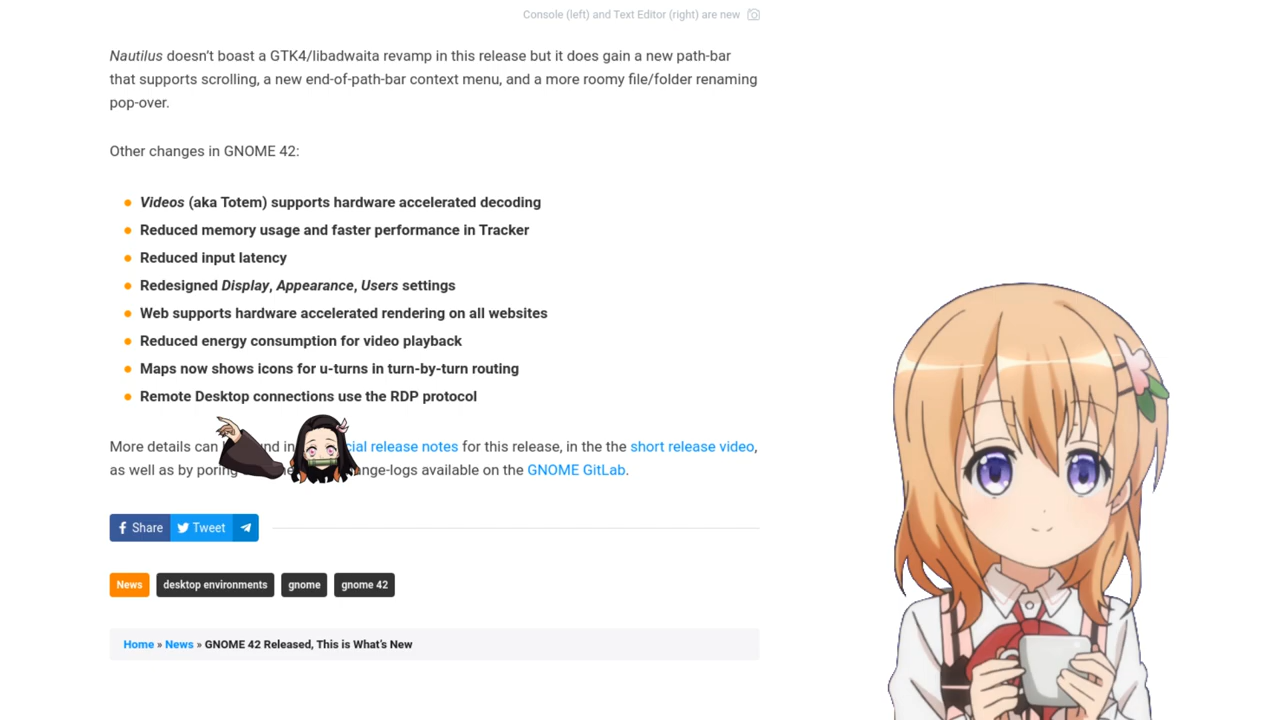 Console (left) and Text Editor (right) are new
Nautilus doesn’t boast a GTK4/libadwaita revamp in this release but it does gain a new path-bar
that supports scrolling, a new end-of-path-bar context menu, and a more roomy file/folder renaming
pop-over.
Other changes in GNOME 42:
Videos (aka Totem) supports hardware accelerated decoding
Reduced memory usage and faster performance in Tracker
Reduced input latency
Redesigned Display, Appearance, Users settings
Web supports hardware accelerated rendering on all websites
Reduced energy consumption for video playback
Maps now shows icons for u-turns in turn-by-turn routing
Remote Desktop connections use the RDP protocol
More details can in release notes for this release, in the the short release video,
as well as by poring available on the GNOME GitLab.
Share Tweet
News desktop environments gnome gnome 42
Home » News » GNOME 42 Released, This is What’s New